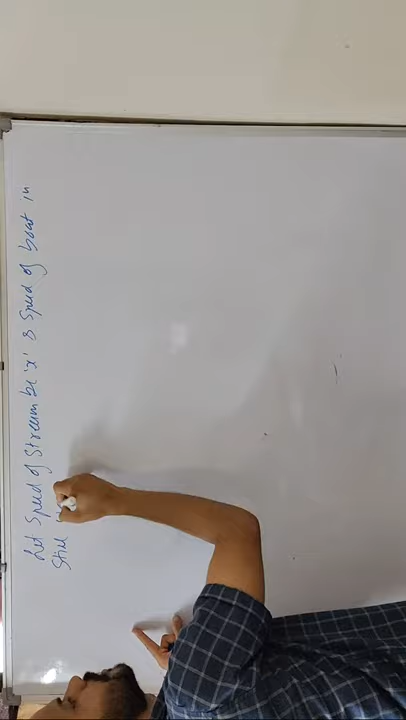 Let Speed of Stream be 'x' & Speed of boat in
Still